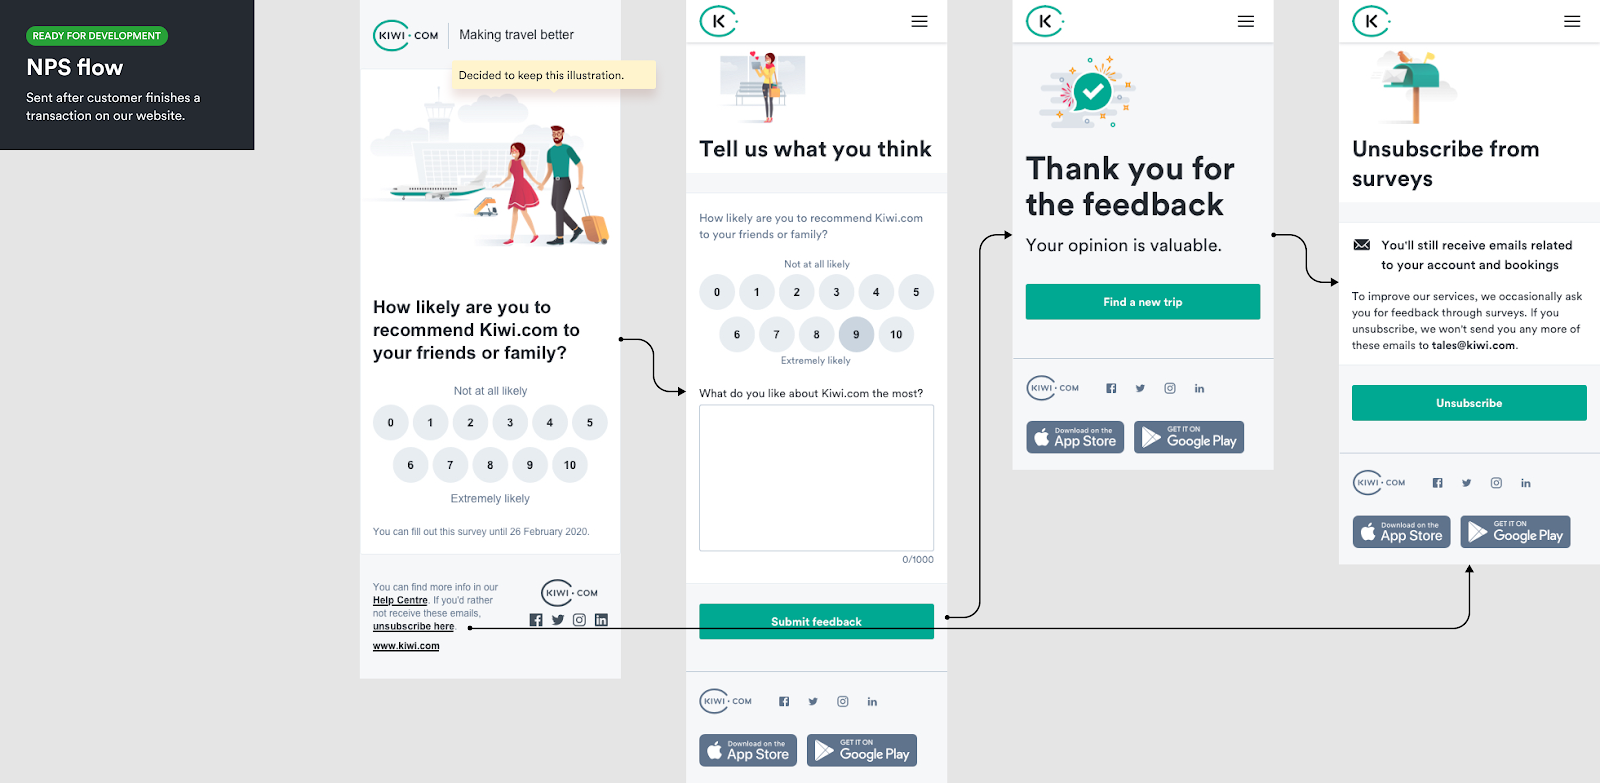 READY FOR DEVELOPMENT
NPS flow
Sent after customer finishes a
transaction on our website.
KIWI.COM
Making travel better
Decided to keep this illustration.
How likely are you to
recommend Kiwi.com to
your friends or family?
Not at all likely
0 1 2 3 4 5
6 7 8 9 10
Extremely likely
You can fill out this survey until 26 February 2020.
You can find more info in our
Help Centre. If you'd rather
not receive these emails,
unsubscribe here.
www.kiwi.com
KIWI.COM
K
Tell us what you think
How likely are you to recommend Kiwi.com
to your friends or family?
Not at all likely
0 1 2 3 4 5
6 7 8 9 10
Extremely likely
What do you like about Kiwi.com the most?
0/1000
Submit feedback
KIWI.COM
Download on the
App Store
GET IT ON
Google Play
K
Thank you for
the feedback
Your opinion is valuable.
Find a new trip
KIWI.COM
Download on the
App Store
GET IT ON
Google Play
K
Unsubscribe from
surveys
You'll still receive emails related
to your account and bookings
To improve our services, we occasionally ask
you for feedback through surveys. If you
unsubscribe, we won't send you any more of
these emails to tales@kiwi.com.
Unsubscribe
KIWI.COM
Download on the
App Store
GET IT ON
Google Play